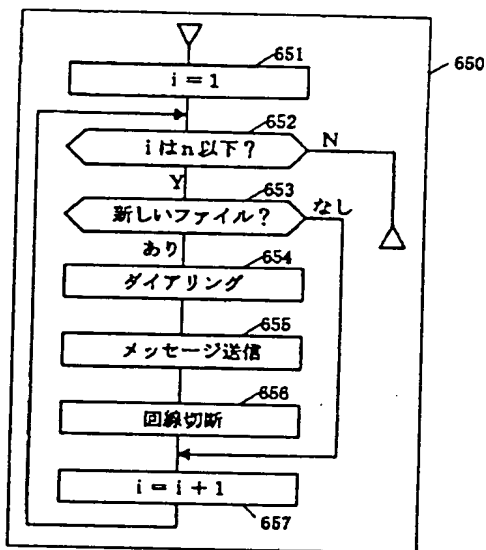 651
650
i = 1
652
iはn以下?
N
Y
653
新しいファイル?
なし
あり
654
ダイアリング
655
メッセージ送信
656
回線切断
i = i + 1
657